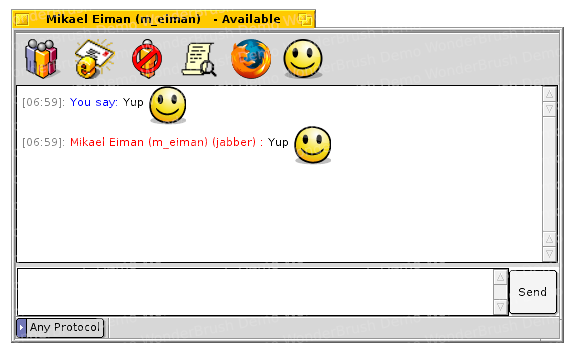 Mikael Eiman (m_eiman) - Available
[06:59]: You say: Yup
[06:59]: Mikael Eiman (m_eiman) (jabber) : Yup
Send
Any Protocol